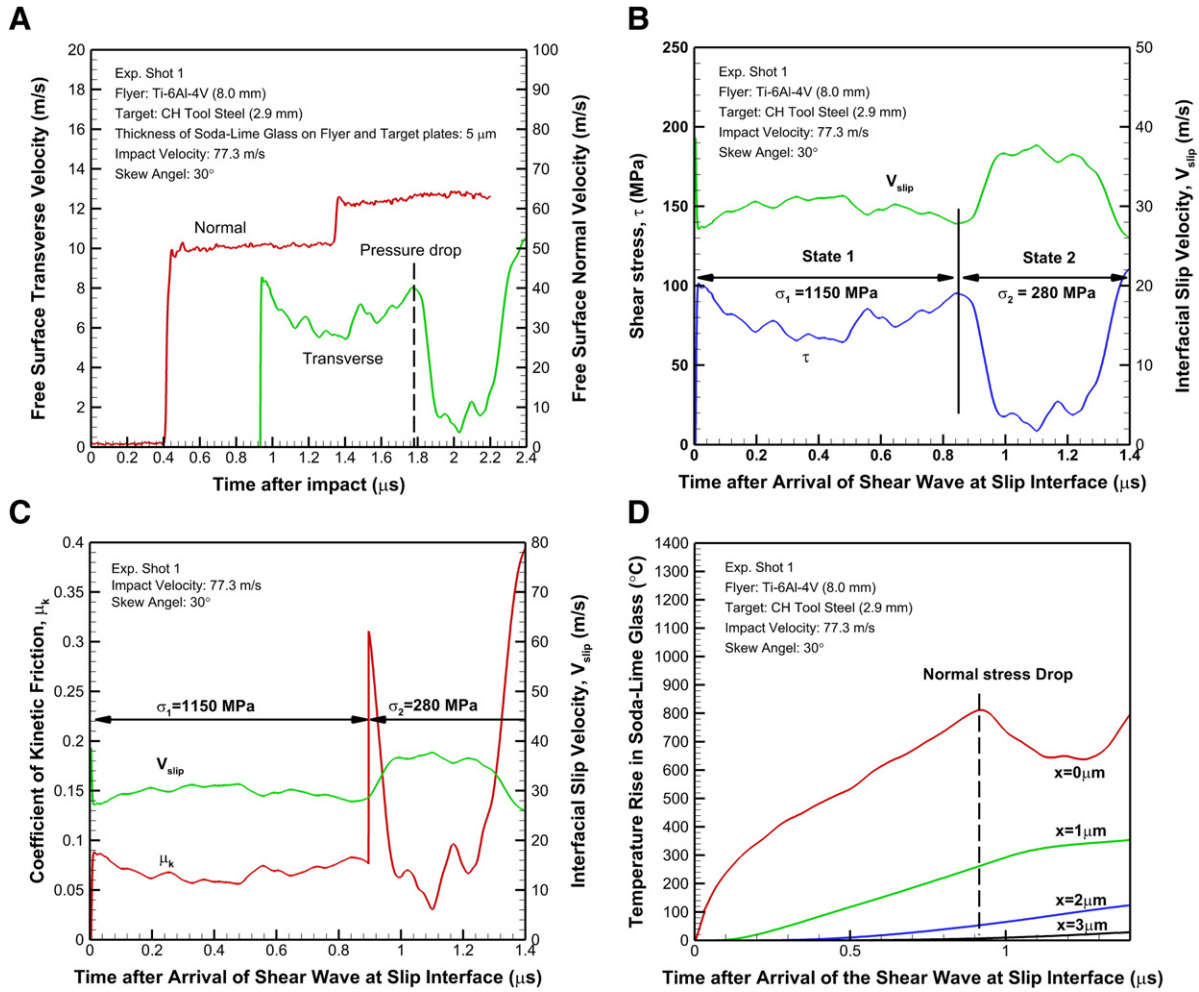 A
20
18
16
14
12
10
8
6
4
2
0
Free Surface Transverse Velocity (m/s)
100
90
80
70
60
50
40
30
20
10
0
Free Surface Normal Velocity (m/s)
Exp. Shot 1
Flyer: Ti-6Al-4V (8.0 mm)
Target: CH Tool Steel (2.9 mm)
Thickness of Soda-Lime Glass on Flyer and Target plates: 5 μm
Impact Velocity: 77.3 m/s
Skew Angel: 30°
Normal
Pressure drop
Transverse
0 0.2 0.4 0.6 0.8 1 1.2 1.4 1.6 1.8 2 2.2 2.4
Time after impact (μs)
B
250
200
150
100
50
0
Shear stress, τ (MPa)
50
40
30
20
10
0
Interfacial Slip Velocity, Vslip (m/s)
Exp. Shot 1
Flyer: Ti-6Al-4V (8.0 mm)
Target: CH Tool Steel (2.9 mm)
Thickness of Soda-Lime Glass on Flyer and Target plates: 5 μm
Impact Velocity: 77.3 m/s
Skew Angel: 30°
Vslip
State 1 State 2
σ1 =1150 MPa σ2 = 280 MPa
τ
0 0.2 0.4 0.6 0.8 1 1.2 1.4
Time after Arrival of Shear Wave at Slip Interface (μs)
C
0.4
0.35
0.3
0.25
0.2
0.15
0.1
0.05
0
Coefficient of Kinetic Friction, μk
80
70
60
50
40
30
20
10
0
Interfacial Slip Velocity, Vslip (m/s)
Exp. Shot 1
Impact Velocity: 77.3 m/s
Skew Angel: 30°
σ1=1150 MPa σ2=280 MPa
Vslip
μk
0 0.2 0.4 0.6 0.8 1 1.2 1.4
Time after Arrival of Shear Wave at Slip Interface (μs)
D
1400
1300
1200
1100
1000
900
800
700
600
500
400
300
200
100
0
Temperature Rise in Soda-Lime Glass (°C)
Exp. Shot 1
Flyer: Ti-6Al-4V (8.0 mm)
Target: CH Tool Steel (2.9 mm)
Impact Velocity: 77.3 m/s
Skew Angel: 30°
Normal stress Drop
x=0μm
x=1μm
x=2μm
x=3μm
0 0.5 1
Time after Arrival of the Shear Wave at Slip Interface (μs)